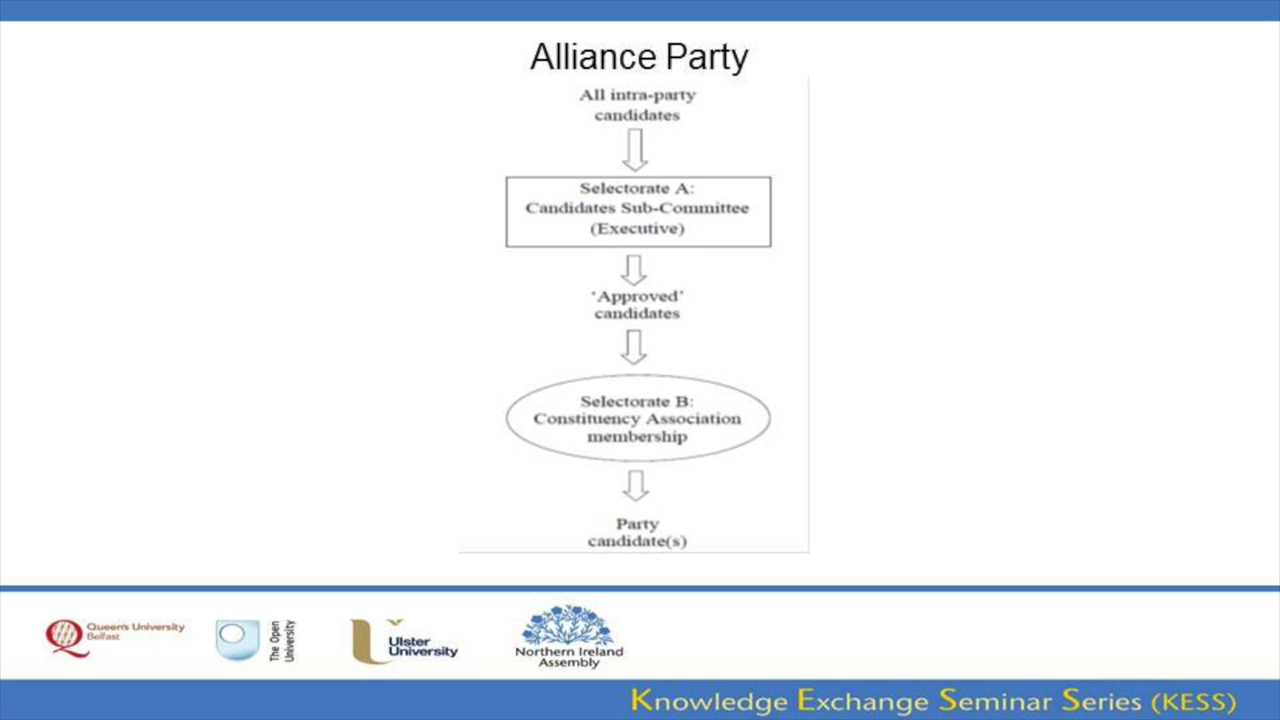 Alliance Party
All intra-party
candidates
Selectorate A:
Candidates Sub-Committee
(Executive)
'Approved'
candidates
Selectorate B:
Constituency Association
membership
Party
candidate(s)
Queen's University
Belfast
The Open
University
Ulster
University
Northern Ireland
Assembly
Knowledge Exchange Seminar Series (KESS)